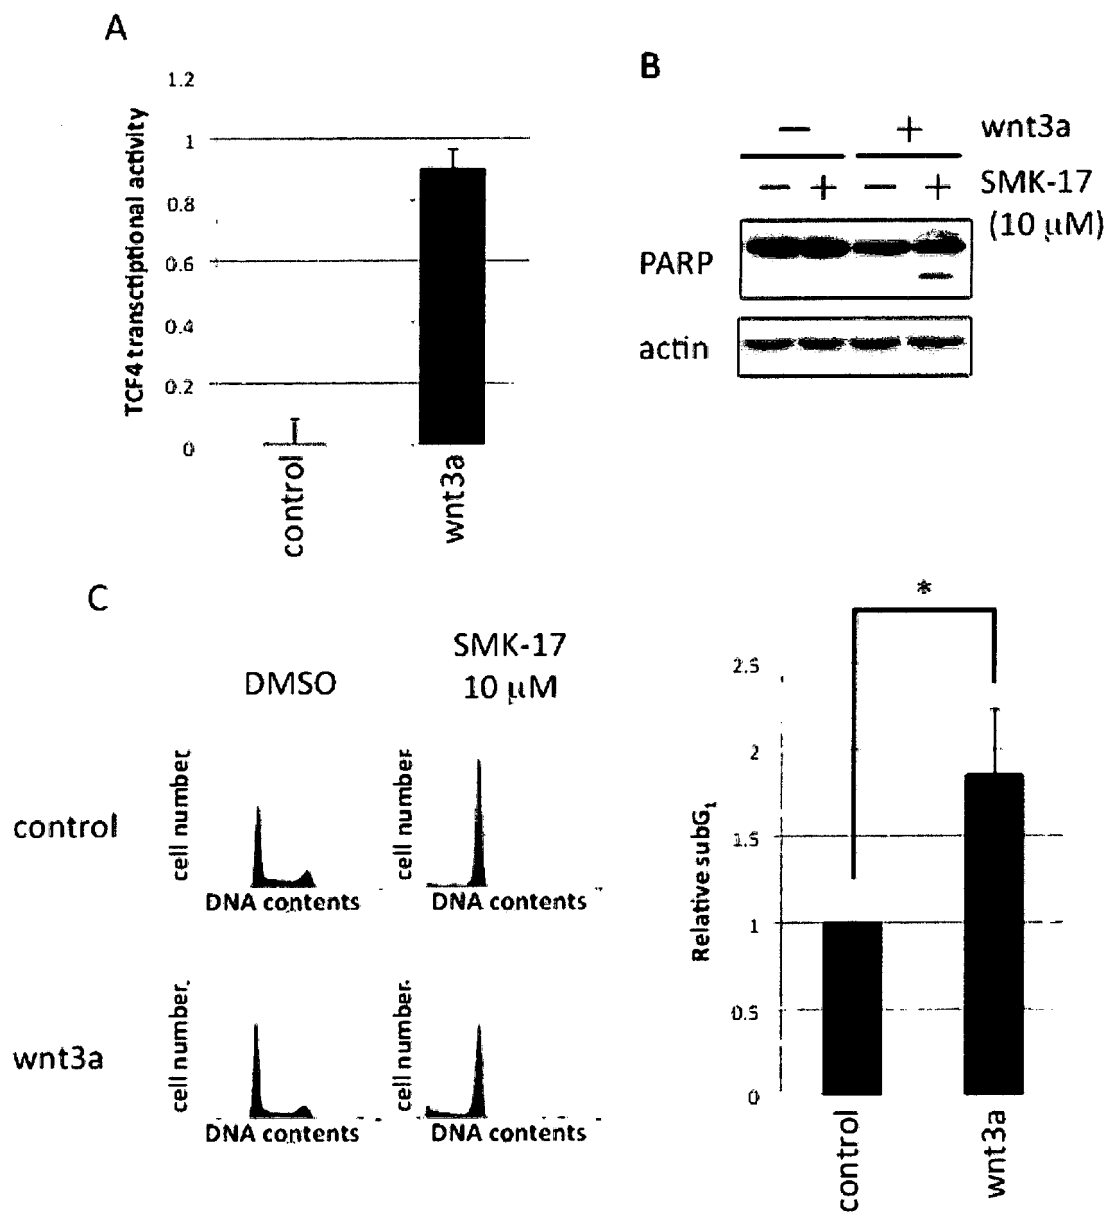 A
1.2
1
0.8
0.6
0.4
0.2
0
TCF4 transctiptional activity
control
wnt3a
B
− + wnt3a
− + − + SMK-17
(10 µM)
PARP
actin
C
DMSO
SMK-17
10 µM
control
cell number
DNA contents
cell number
DNA contents
wnt3a
cell number
DNA contents
cell number
DNA contents
*
2.5
2
1.5
1
0.5
0
Relative subG1
control
wnt3a